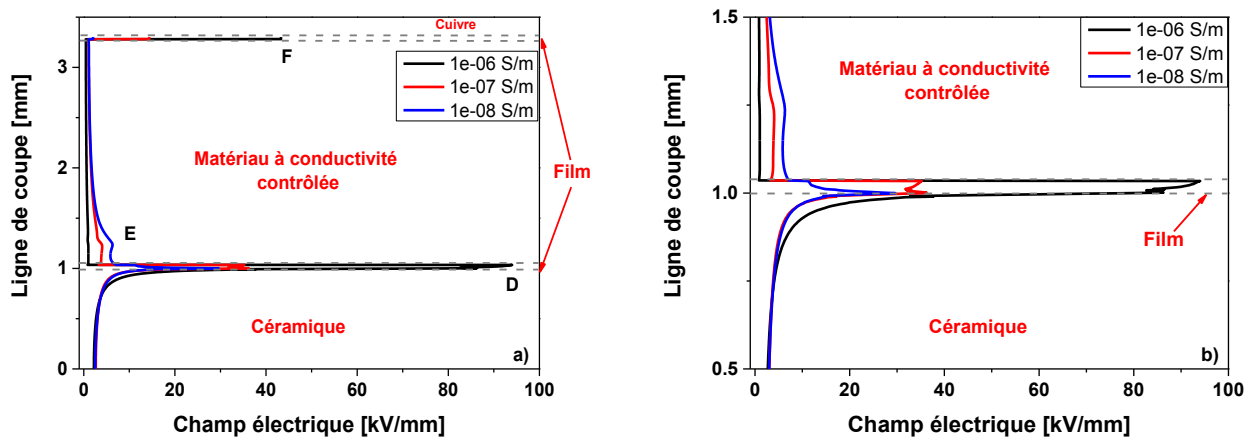 Cuivre
F
1e-06 S/m
1e-07 S/m
1e-08 S/m
Matériau à conductivité
contrôlée
Film
E
D
Céramique
a)
3
2
1
0
0 20 40 60 80 100
Ligne de coupe [mm]
Champ électrique [kV/mm]
1e-06 S/m
1e-07 S/m
1e-08 S/m
Matériau à conductivité
contrôlée
Film
Céramique
b)
1.5
1.0
0.5
0 20 40 60 80 100
Ligne de coupe [mm]
Champ électrique [kV/mm]